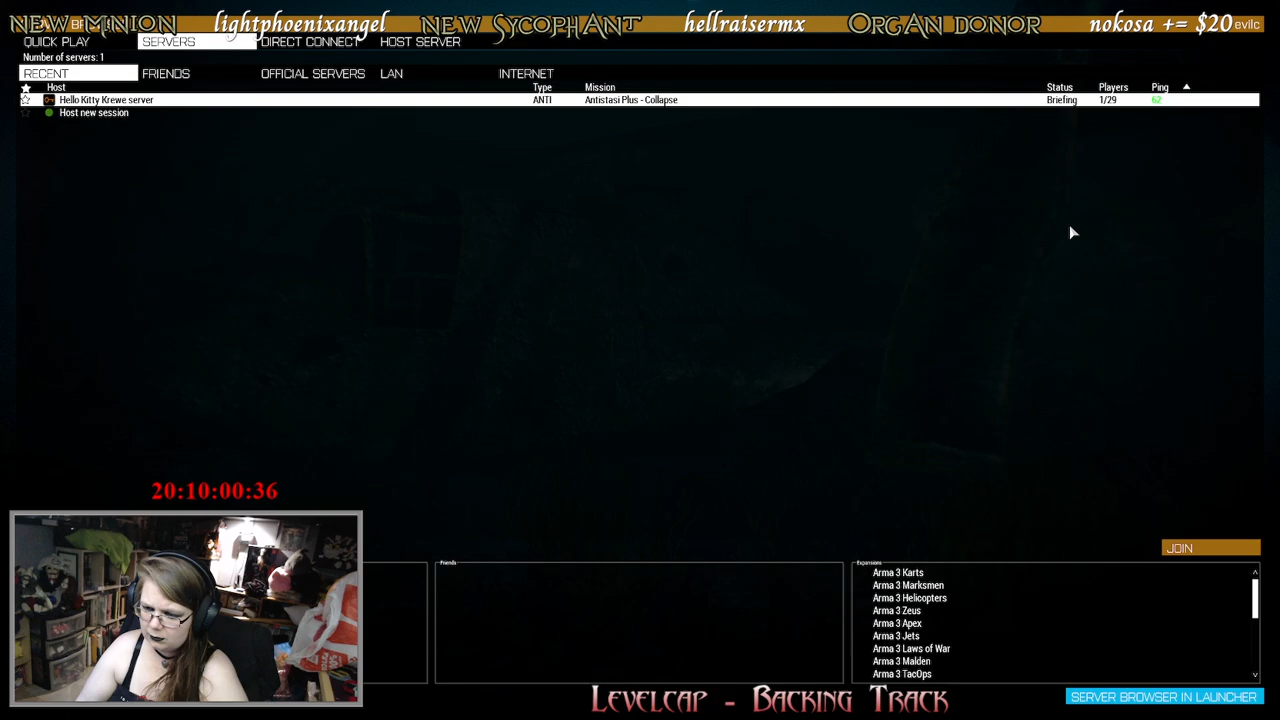 NEW MINION lightphoenixangel NEW SYCOPHANT hellraisermx ORGAN DONOR nokosa += $20 evilc
QUICK PLAY SERVERS DIRECT CONNECT HOST SERVER
Number of servers: 1
RECENT FRIENDS OFFICIAL SERVERS LAN INTERNET
Host Type Mission Status Players Ping
Hello Kitty Krewe server ANTI Antistasi Plus - Collapse Briefing 1/29 62
Host new session
20:10:00:36
JOIN
Friends
Expansions
Arma 3 Karts
Arma 3 Marksmen
Arma 3 Helicopters
Arma 3 Zeus
Arma 3 Apex
Arma 3 Jets
Arma 3 Laws of War
Arma 3 Malden
Arma 3 TacOps
LEVELCAP - BACKING TRACK
SERVER BROWSER IN LAUNCHER